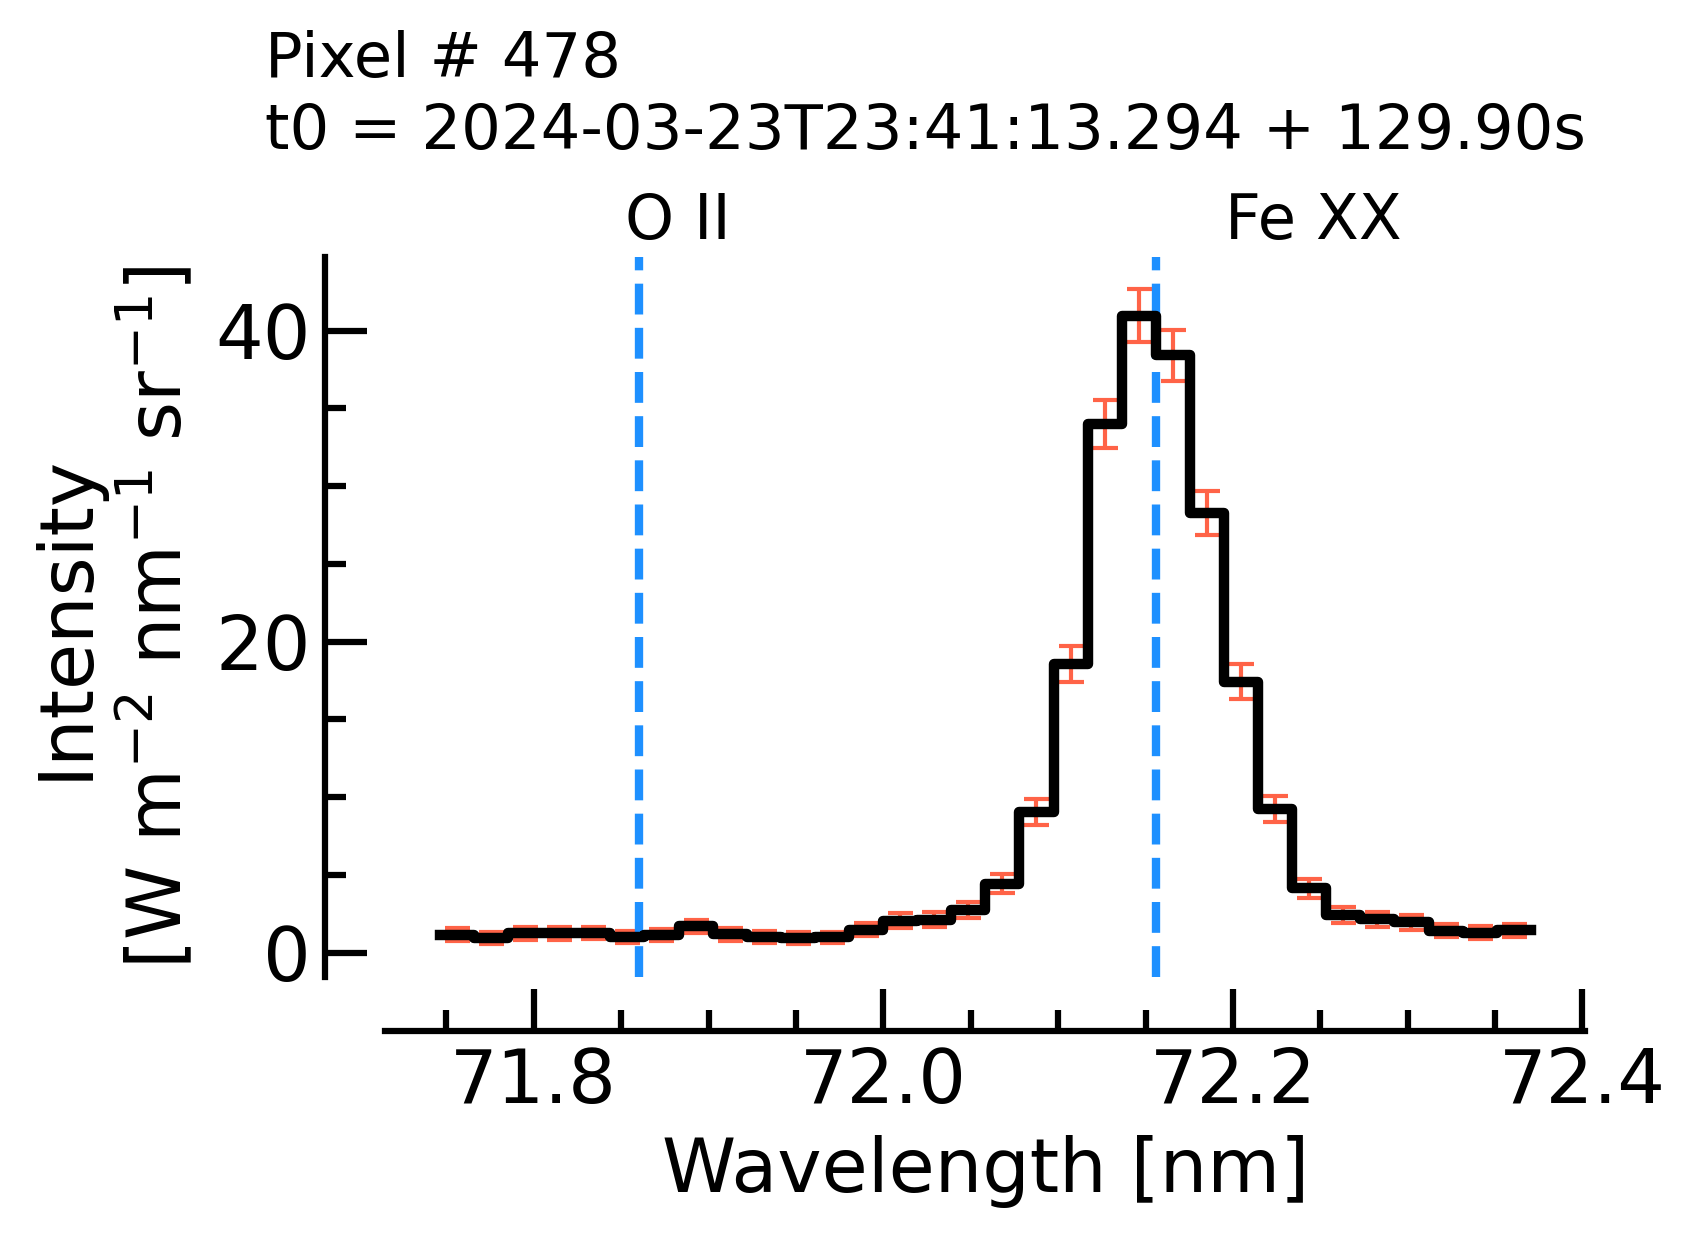 Pixel # 478
t0 = 2024-03-23T23:41:13.294 + 129.90s
O II
Fe XX
Intensity
[W m⁻² nm⁻¹ sr⁻¹]
40
20
0
71.8 72.0 72.2 72.4
Wavelength [nm]